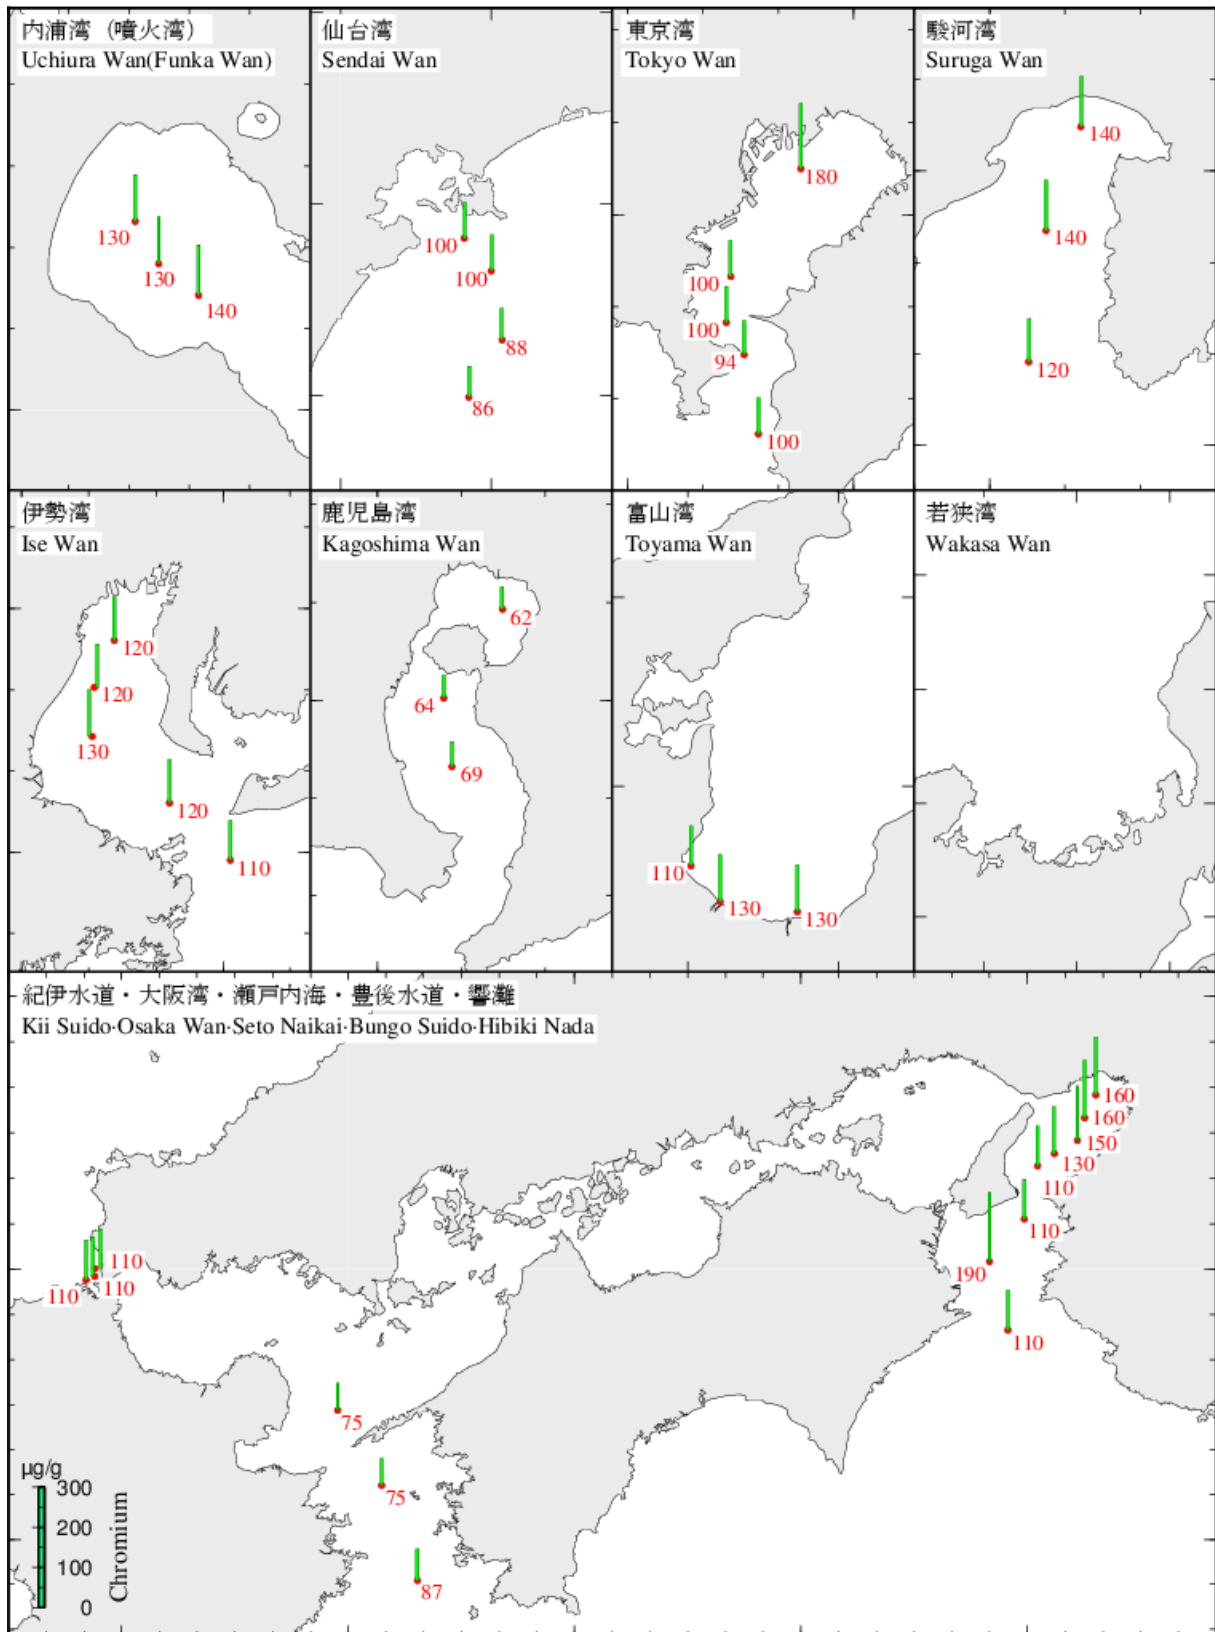 内浦湾（噴火湾）
Uchiura Wan(Funka Wan)
130
130
140
仙台湾
Sendai Wan
100
100
88
86
東京湾
Tokyo Wan
180
100
100
94
100
駿河湾
Suruga Wan
140
140
120
伊勢湾
Ise Wan
120
120
130
120
110
鹿児島湾
Kagoshima Wan
62
64
69
富山湾
Toyama Wan
110
130
130
若狭湾
Wakasa Wan
紀伊水道・大阪湾・瀬戸内海・豊後水道・響灘
Kii Suido·Osaka Wan·Seto Naikai·Bungo Suido·Hibiki Nada
160
160
150
130
110
110
190
110
110
110
110
75
75
87
µg/g
300
200
100
0
Chromium